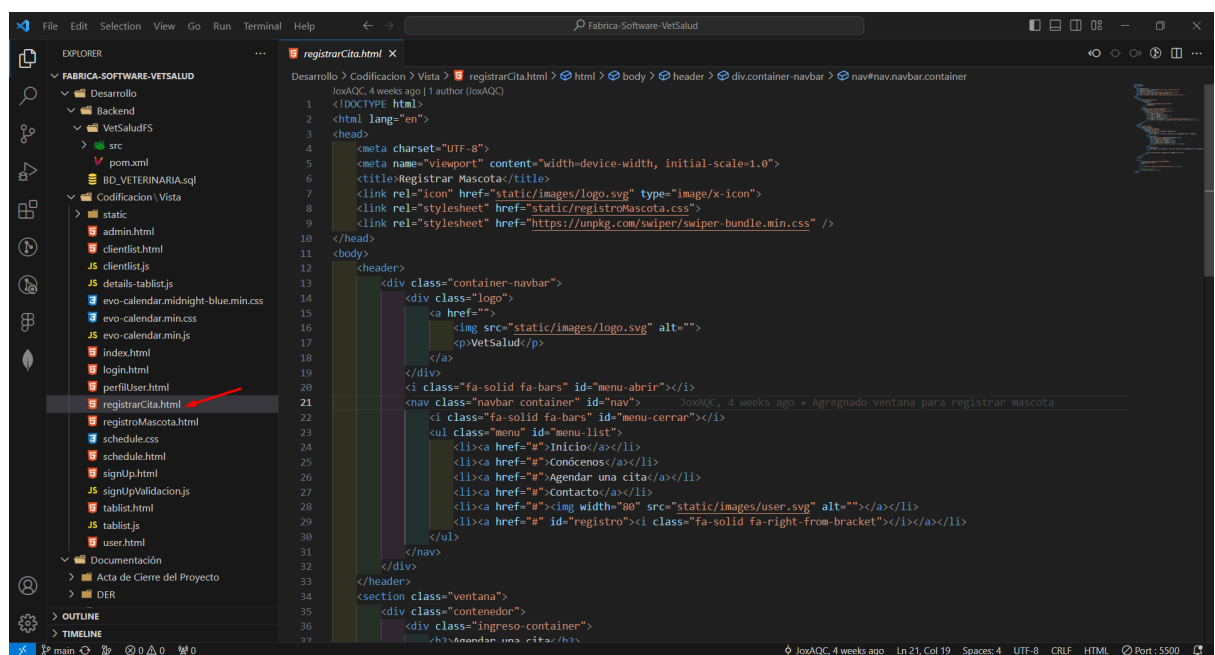 File Edit Selection View Go Run Terminal Help
Fabrica-Software-VetSalud
EXPLORER
FABRICA-SOFTWARE-VETSALUD
Desarrollo
Backend
VetSaludFS
src
pom.xml
BD_VETERINARIA.sql
Codificacion \ Vista
static
admin.html
clientlist.html
JS clientlist.js
JS details-tablist.js
evo-calendar.midnight-blue.min.css
evo-calendar.min.css
JS evo-calendar.min.js
index.html
login.html
perfilUser.html
registrarCita.html
registroMascota.html
schedule.css
schedule.html
signUp.html
JS signUpValidacion.js
tablist.html
JS tablist.js
user.html
Documentación
Acta de Cierre del Proyecto
DER
OUTLINE
TIMELINE
registrarCita.html
Desarrollo > Codificacion > Vista > registrarCita.html > html > body > header > div.container-navbar > nav#nav.navbar.container
JoxAQC, 4 weeks ago | 1 author (JoxAQC)
1 <!DOCTYPE html>
2 <html lang="en">
3 <head>
4 <meta charset="UTF-8">
5 <meta name="viewport" content="width=device-width, initial-scale=1.0">
6 <title>Registrar Mascota</title>
7 <link rel="icon" href="static/images/logo.svg" type="image/x-icon">
8 <link rel="stylesheet" href="static/registroMascota.css">
9 <link rel="stylesheet" href="https://unpkg.com/swiper/swiper-bundle.min.css" />
10 </head>
11 <body>
12 <header>
13 <div class="container-navbar">
14 <div class="logo">
15 <a href="">
16 <img src="static/images/logo.svg" alt="">
17 <p>VetSalud</p>
18 </a>
19 </div>
20 <i class="fa-solid fa-bars" id="menu-abrir"></i>
21 <nav class="navbar container" id="nav"> JoxAQC, 4 weeks ago • Agregnado ventana para registrar mascota
22 <i class="fa-solid fa-bars" id="menu-cerrar"></i>
23 <ul class="menu" id="menu-list">
24 <li><a href="#">Inicio</a></li>
25 <li><a href="#">Conócenos</a></li>
26 <li><a href="#">Agendar una cita</a></li>
27 <li><a href="#">Contacto</a></li>
28 <li><a href="#"><img width="80" src="static/images/user.svg" alt=""></a></li>
29 <li><a href="#" id="registro"><i class="fa-solid fa-right-from-bracket"></i></a></li>
30 </ul>
31 </nav>
32 </div>
33 </header>
34 <section class="ventana">
35 <div class="contenedor">
36 <div class="ingreso-container">
37 <h2>Agendar una cita</h2>
main 0 0 0 JoxAQC, 4 weeks ago Ln 21, Col 19 Spaces: 4 UTF-8 CRLF HTML Port : 5500